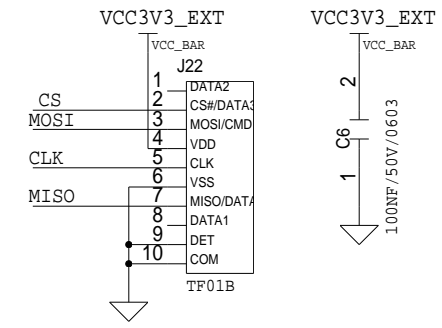 VCC3V3_EXT
VCC_BAR
J22
1 DATA2
CS 2 CS#/DATA3
MOSI 3 MOSI/CMD
4 VDD
CLK 5 CLK
6 VSS
MISO 7 MISO/DATA
8 DATA1
9 DET
10 COM
TF01B
VCC3V3_EXT
VCC_BAR
2
C6
1
100NF/50V/0603